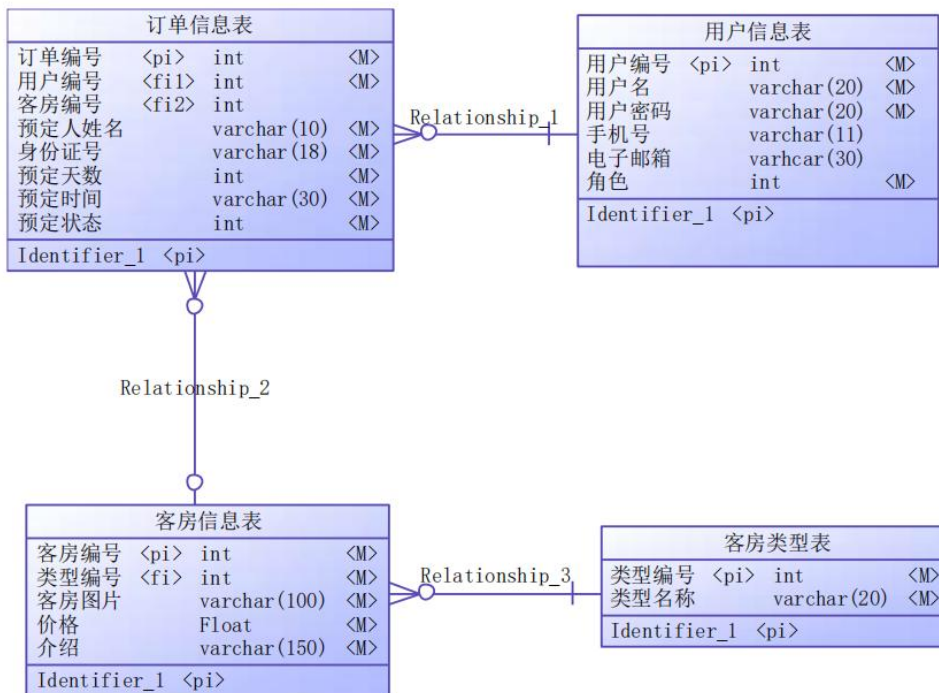 订单信息表
订单编号 <pi> int <M>
用户编号 <fi1> int <M>
客房编号 <fi2> int
预定人姓名 varchar(10) <M>
身份证号 varchar(18) <M>
预定天数 int <M>
预定时间 varchar(30) <M>
预定状态 int <M>
Identifier_1 <pi>
Relationship_1
用户信息表
用户编号 <pi> int <M>
用户名 varchar(20) <M>
用户密码 varchar(20) <M>
手机号 varchar(11)
电子邮箱 varhcar(30)
角色 int <M>
Identifier_1 <pi>
Relationship_2
客房信息表
客房编号 <pi> int <M>
类型编号 <fi> int <M>
客房图片 varchar(100) <M>
价格 Float <M>
介绍 varchar(150) <M>
Identifier_1 <pi>
Relationship_3
客房类型表
类型编号 <pi> int <M>
类型名称 varchar(20) <M>
Identifier_1 <pi>